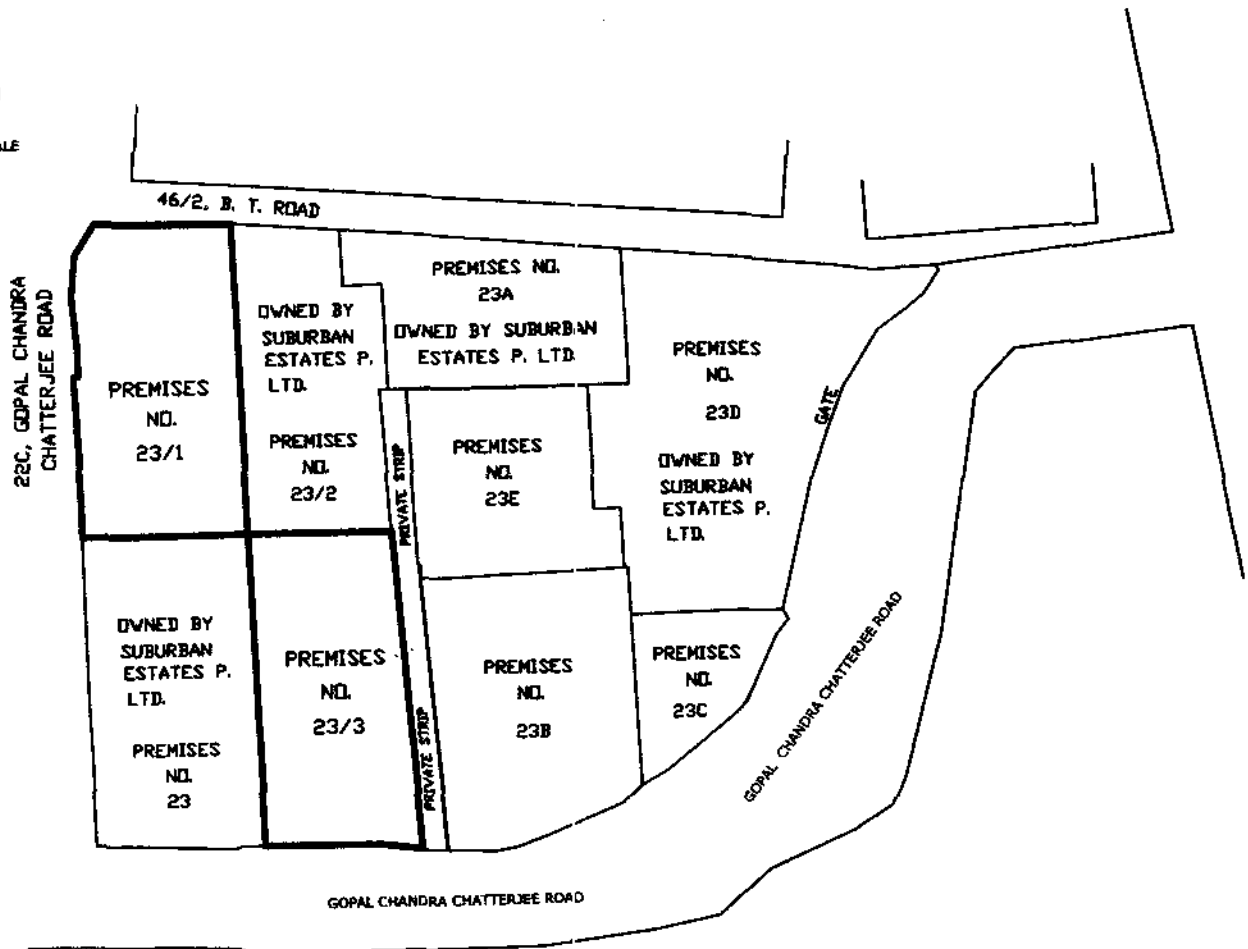 ALE
46/2, B. T. ROAD
22C, GOPAL CHANDRA
CHATTERJEE ROAD
PREMISES
NO.
23/1
OWNED BY
SUBURBAN
ESTATES P.
LTD.
PREMISES
NO.
23/2
PREMISES NO.
23A
OWNED BY SUBURBAN
ESTATES P. LTD
PREMISES
NO.
23D
OWNED BY
SUBURBAN
ESTATES P.
LTD.
GATE
PRIVATE STRIP
PREMISES
NO.
23E
OWNED BY
SUBURBAN
ESTATES P.
LTD.
PREMISES
NO.
23
PREMISES
NO.
23/3
PRIVATE STRIP
PREMISES
NO.
23B
PREMISES
NO.
23C
GOPAL CHANDRA CHATTERJEE ROAD
GOPAL CHANDRA CHATTERJEE ROAD